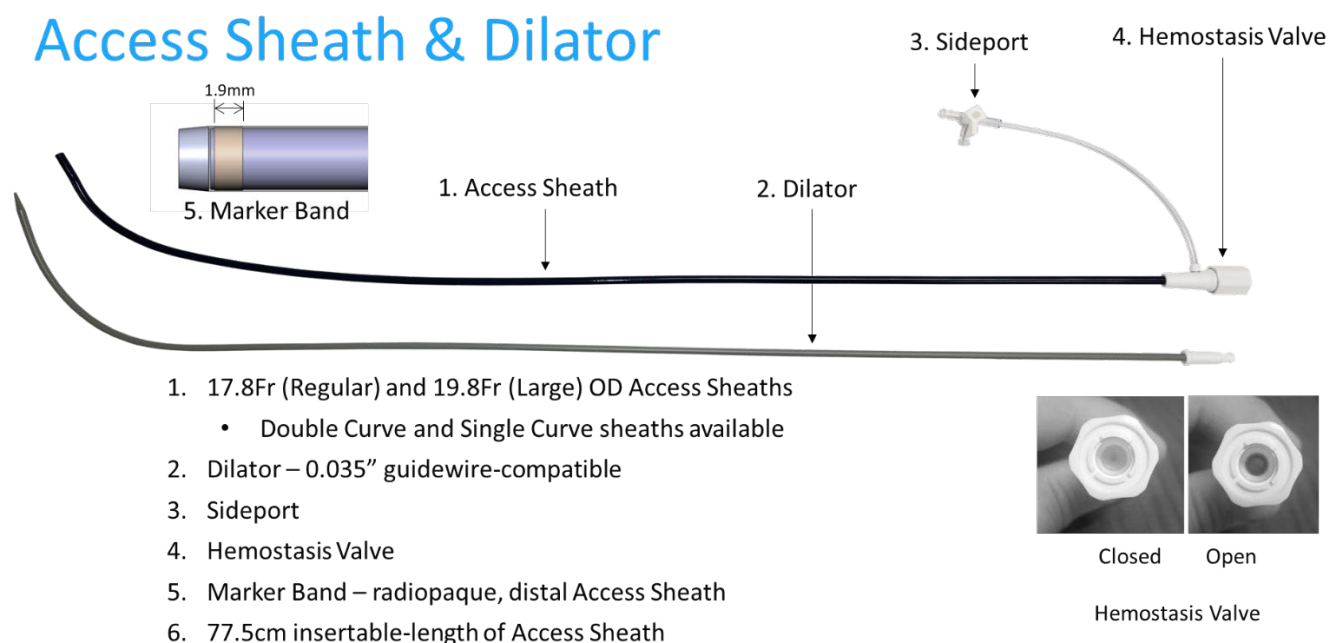 Access Sheath & Dilator
3. Sideport
4. Hemostasis Valve
1.9mm
5. Marker Band
1. Access Sheath
2. Dilator
1. 17.8Fr (Regular) and 19.8Fr (Large) OD Access Sheaths
• Double Curve and Single Curve sheaths available
2. Dilator – 0.035” guidewire-compatible
3. Sideport
4. Hemostasis Valve
5. Marker Band – radiopaque, distal Access Sheath
6. 77.5cm insertable-length of Access Sheath
Closed
Open
Hemostasis Valve